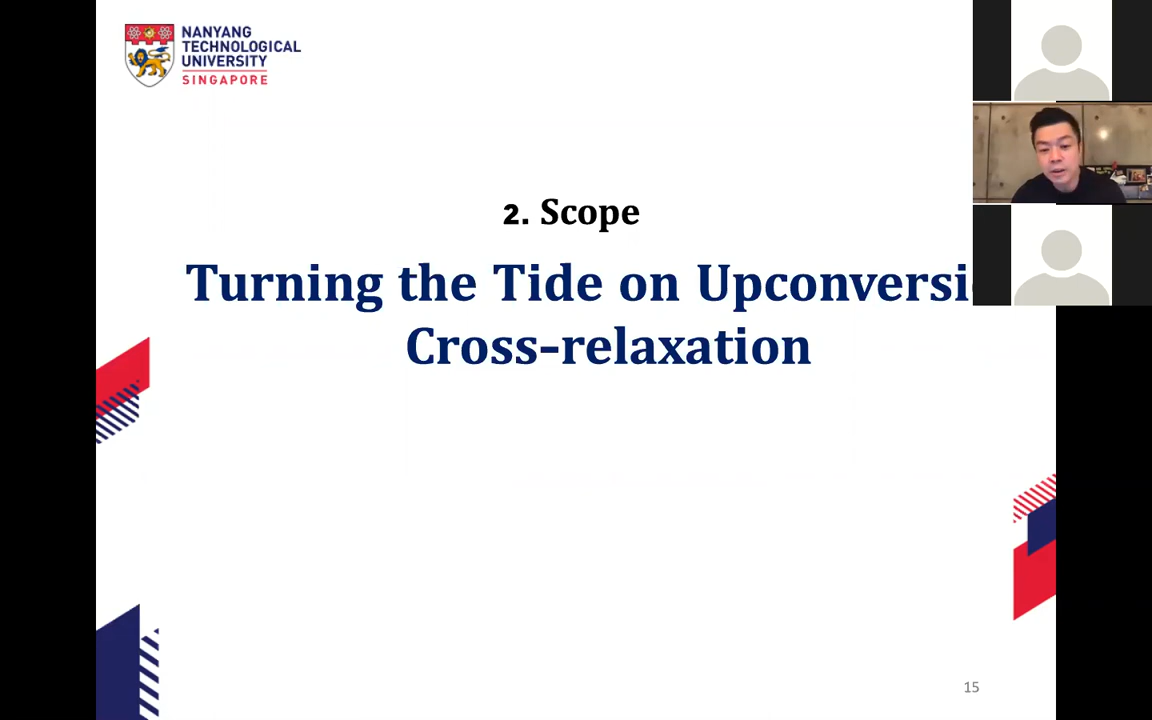 NANYANG
TECHNOLOGICAL
UNIVERSITY
SINGAPORE
2. Scope
Turning the Tide on Upconversi
Cross-relaxation
15